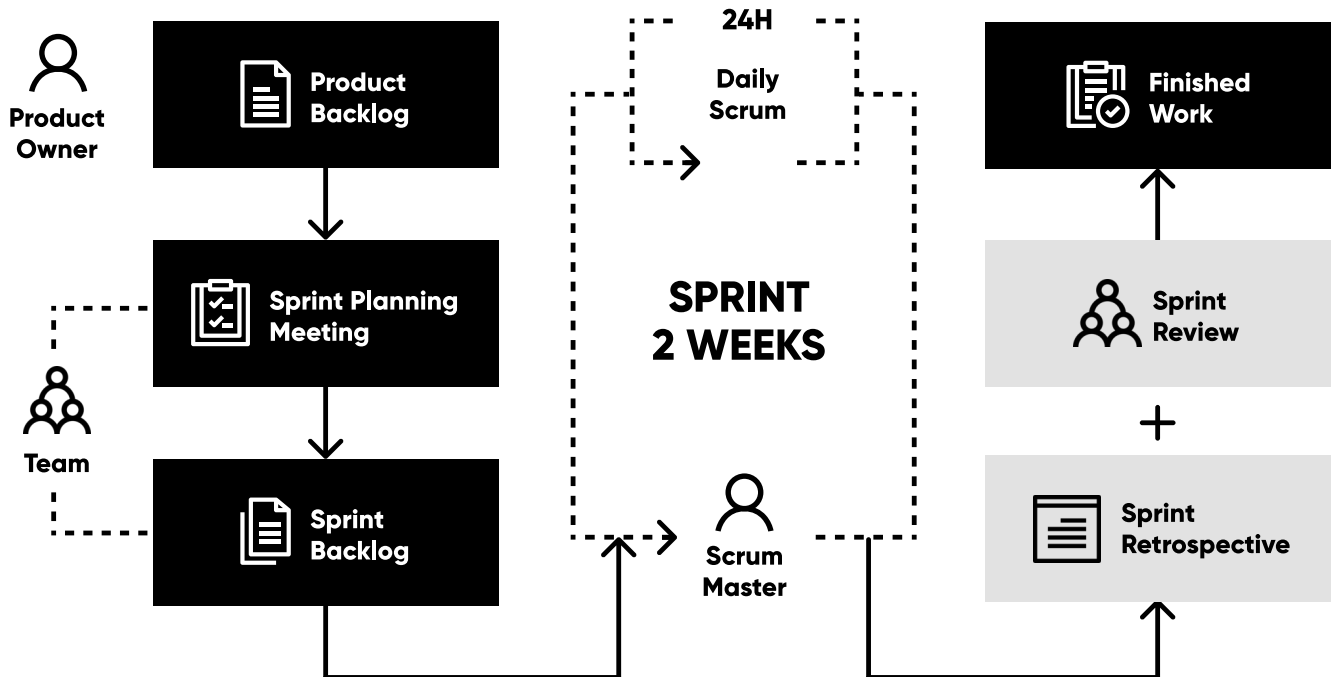 Product
Owner
Product
Backlog
Sprint Planning
Meeting
Team
Sprint
Backlog
24H
Daily
Scrum
SPRINT
2 WEEKS
Scrum
Master
Finished
Work
Sprint
Review
Sprint
Retrospective